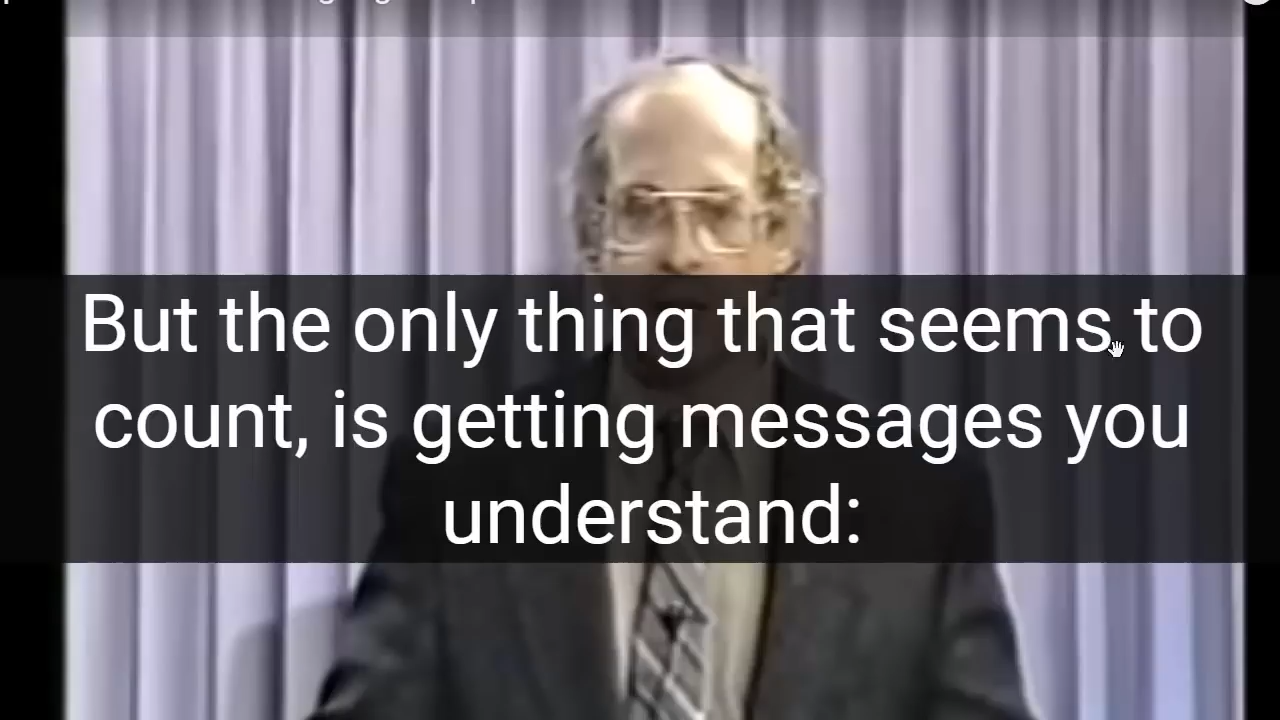 But the only thing that seems to
count, is getting messages you
understand: